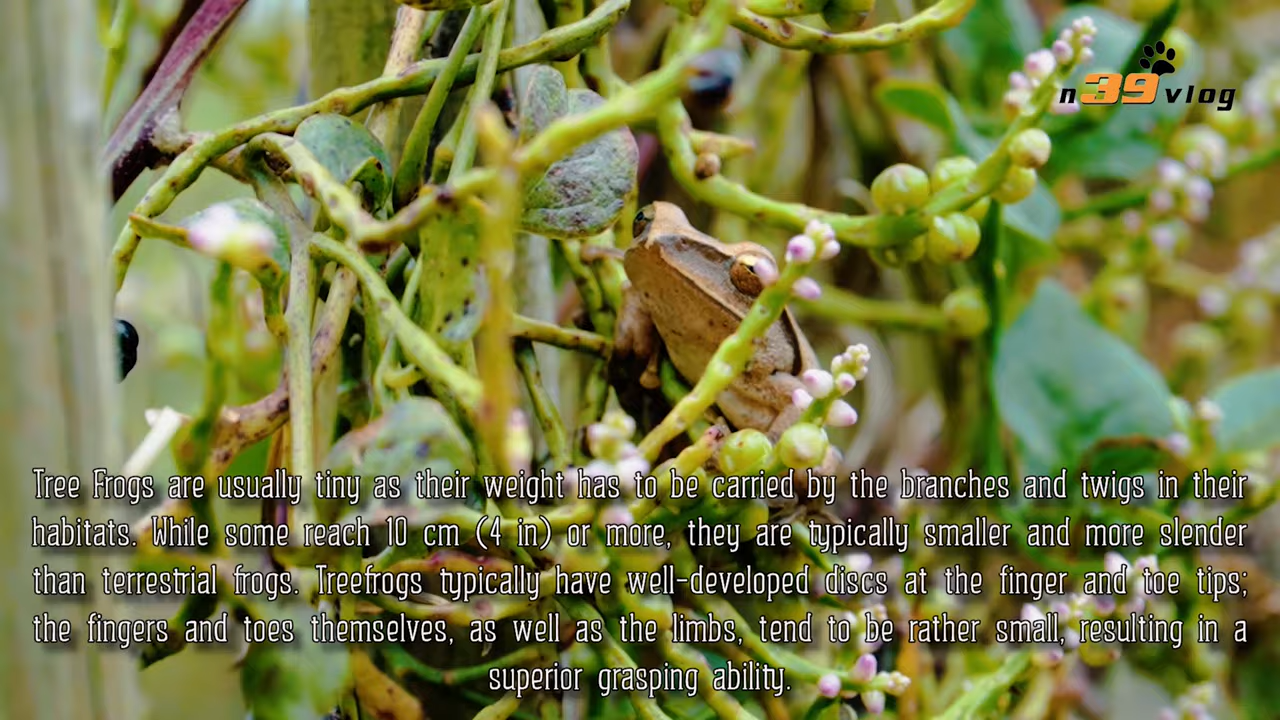 n39vlog
Tree Frogs are usually tiny as their weight has to be carried by the branches and twigs in their
habitats. While some reach 10 cm (4 in) or more, they are typically smaller and more slender
than terrestrial frogs. Treefrogs typically have well-developed discs at the finger and toe tips;
the fingers and toes themselves, as well as the limbs, tend to be rather small, resulting in a
superior grasping ability.